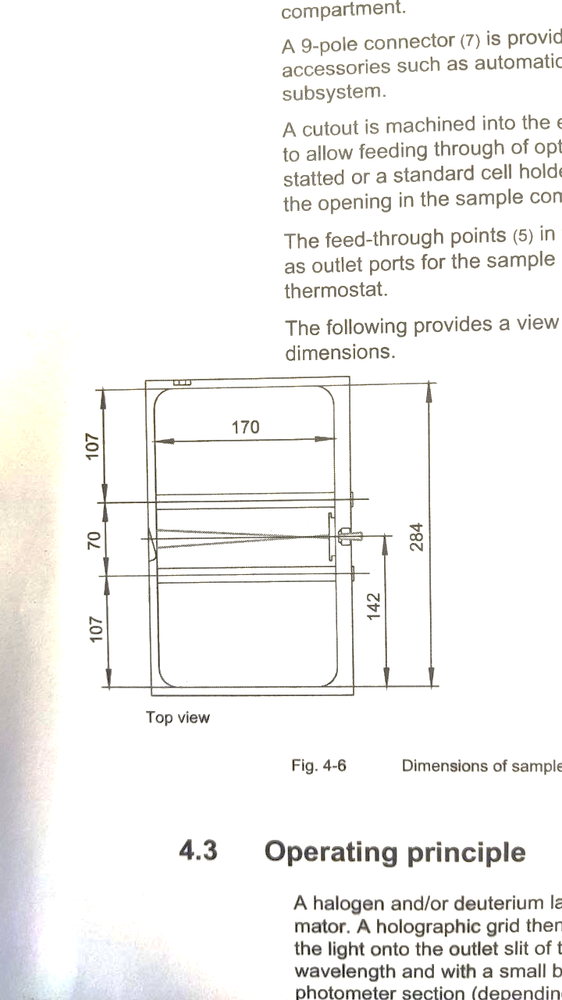 compartment.
A 9-pole connector (7) is provid
accessories such as automatic
subsystem.
A cutout is machined into the e
to allow feeding through of opt
statted or a standard cell holde
the opening in the sample com
The feed-through points (5) in
as outlet ports for the sample
thermostat.
The following provides a view
dimensions.
107
170
70
284
142
107
Top view
Fig. 4-6 Dimensions of sample
4.3 Operating principle
A halogen and/or deuterium la
mator. A holographic grid then
the light onto the outlet slit of t
wavelength and with a small b
photometer section (dependin